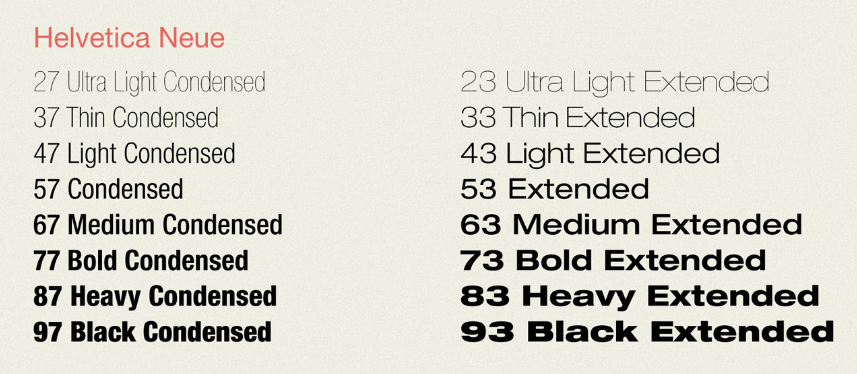 Helvetica Neue
27 Ultra Light Condensed
37 Thin Condensed
47 Light Condensed
57 Condensed
67 Medium Condensed
77 Bold Condensed
87 Heavy Condensed
97 Black Condensed
23 Ultra Light Extended
33 Thin Extended
43 Light Extended
53 Extended
63 Medium Extended
73 Bold Extended
83 Heavy Extended
93 Black Extended